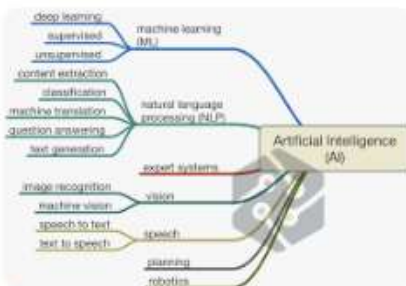 deep learning
supervised
unsupervised
machine learning
(ML)
content extraction
classification
machine translation
question answering
text generation
natural language
processing (NLP)
Artificial Intelligence
(AI)
expert systems
image recognition
machine vision
vision
speech to text
text to speech
speech
planning
robotics